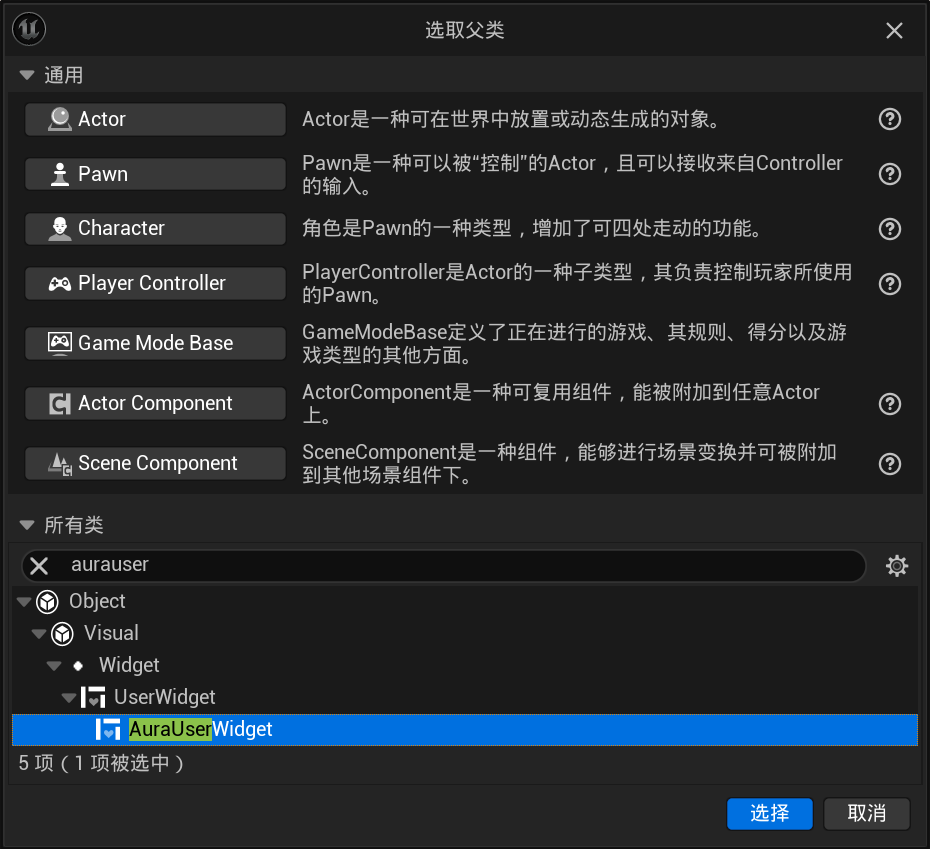 选取父类
通用
Actor
Actor是一种可在世界中放置或动态生成的对象。
Pawn
Pawn是一种可以被“控制”的Actor，且可以接收来自Controller
的输入。
Character
角色是Pawn的一种类型，增加了可四处走动的功能。
Player Controller
PlayerController是Actor的一种子类型，其负责控制玩家所使用
的Pawn。
Game Mode Base
GameModeBase定义了正在进行的游戏、其规则、得分以及游
戏类型的其他方面。
Actor Component
ActorComponent是一种可复用组件，能被附加到任意Actor
上。
Scene Component
SceneComponent是一种组件，能够进行场景变换并可被附加
到其他场景组件下。
所有类
aurauser
Object
Visual
Widget
UserWidget
AuraUserWidget
5 项（1 项被选中）
选择
取消